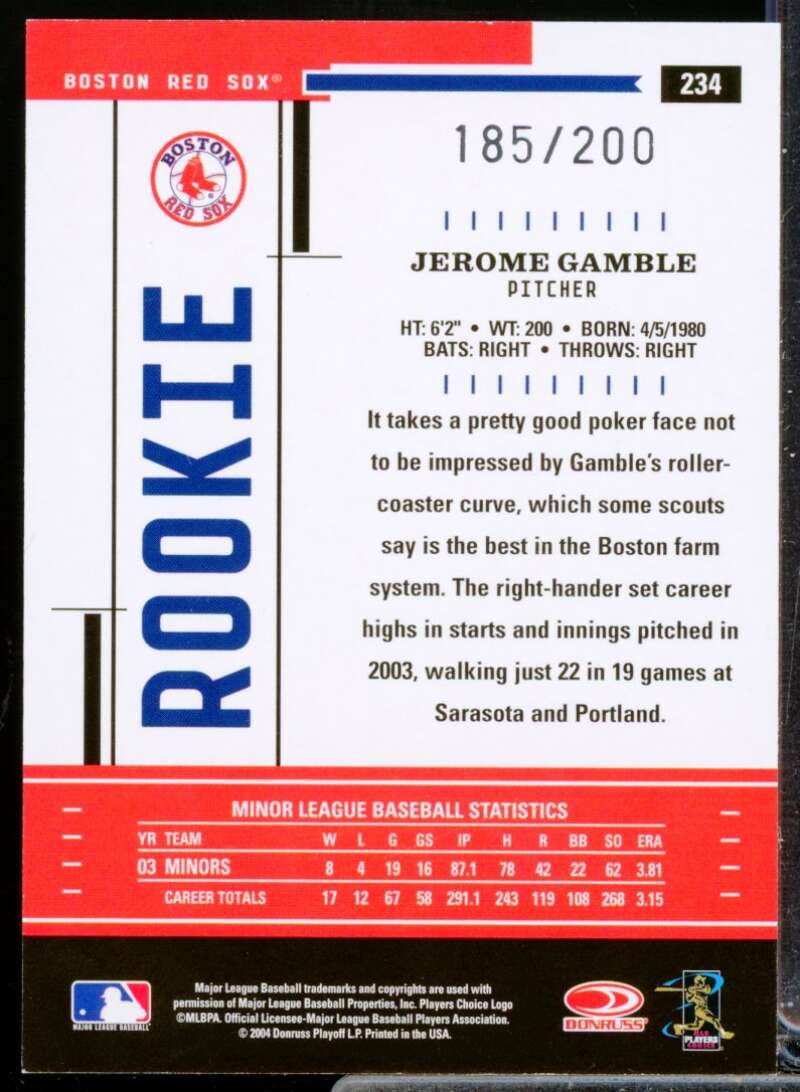 BOSTON RED SOX®
234
185/200
BOSTON
RED SOX
ROOKIE
JEROME GAMBLE
PITCHER
HT: 6'2" • WT: 200 • BORN: 4/5/1980
BATS: RIGHT • THROWS: RIGHT
It takes a pretty good poker face not
to be impressed by Gamble's roller-
coaster curve, which some scouts
say is the best in the Boston farm
system. The right-hander set career
highs in starts and innings pitched in
2003, walking just 22 in 19 games at
Sarasota and Portland.
MINOR LEAGUE BASEBALL STATISTICS
YR TEAM W L G GS IP H R BB SO ERA
03 MINORS 8 4 19 16 87.1 78 42 22 62 3.81
CAREER TOTALS 17 12 67 58 291.1 243 119 108 268 3.15
Major League Baseball trademarks and copyrights are used with
permission of Major League Baseball Properties, Inc. Players Choice Logo
©MLBPA. Official Licensee-Major League Baseball Players Association.
© 2004 Donruss Playoff L.P. Printed in the USA.
MAJOR LEAGUE BASEBALL
DONRUSS
MLB
PLAYERS
CHOICE